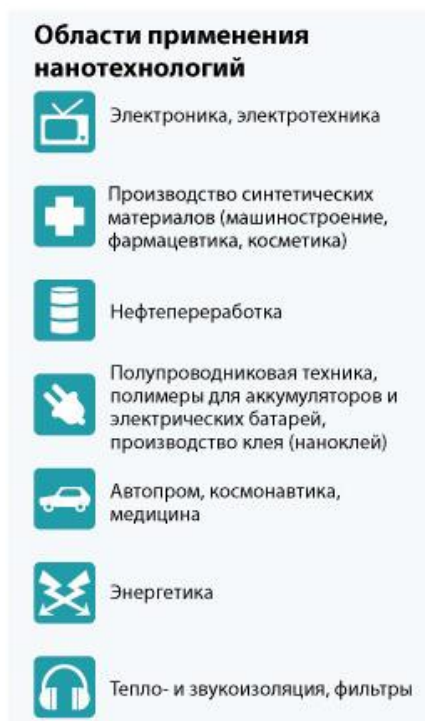 Области применения
нанотехнологий
Электроника, электротехника
Производство синтетических
материалов (машиностроение,
фармацевтика, косметика)
Нефтепереработка
Полупроводниковая техника,
полимеры для аккумуляторов и
электрических батарей,
производство клея (наноклей)
Автопром, космонавтика,
медицина
Энергетика
Тепло- и звукоизоляция, фильтры